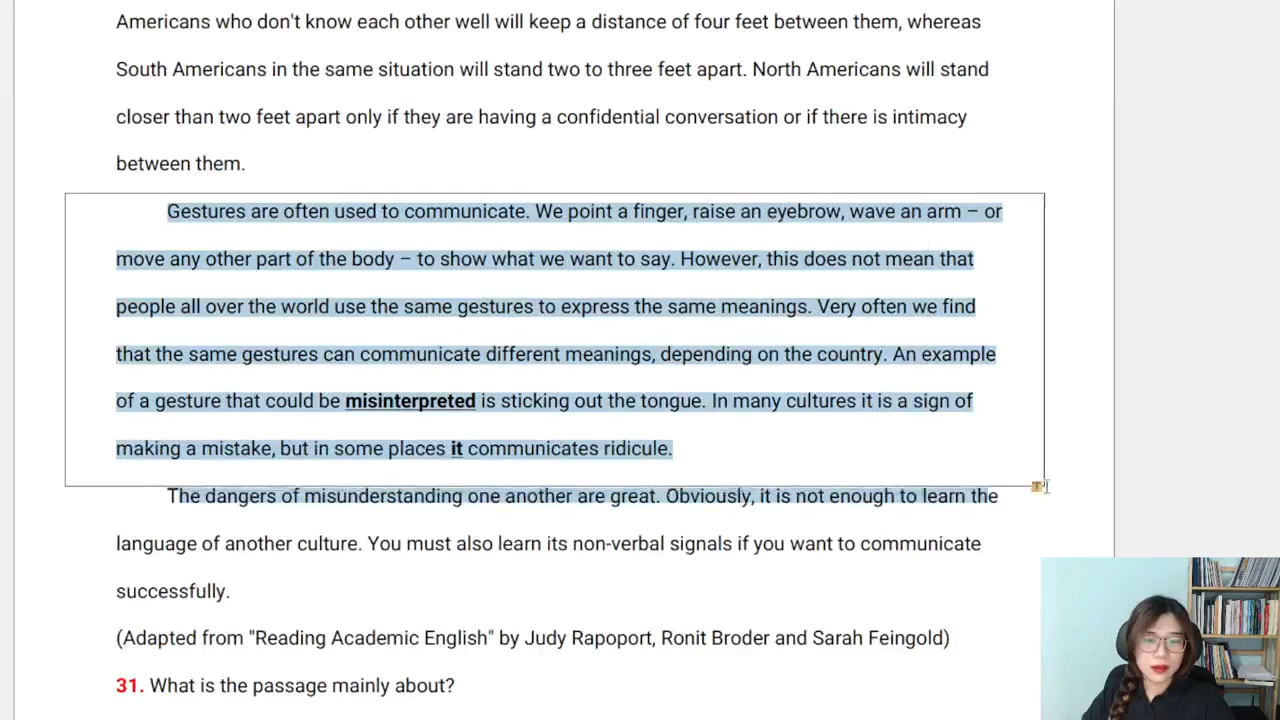 Americans who don't know each other well will keep a distance of four feet between them, whereas
South Americans in the same situation will stand two to three feet apart. North Americans will stand
closer than two feet apart only if they are having a confidential conversation or if there is intimacy
between them.
Gestures are often used to communicate. We point a finger, raise an eyebrow, wave an arm – or
move any other part of the body – to show what we want to say. However, this does not mean that
people all over the world use the same gestures to express the same meanings. Very often we find
that the same gestures can communicate different meanings, depending on the country. An example
of a gesture that could be misinterpreted is sticking out the tongue. In many cultures it is a sign of
making a mistake, but in some places it communicates ridicule.
The dangers of misunderstanding one another are great. Obviously, it is not enough to learn the
language of another culture. You must also learn its non-verbal signals if you want to communicate
successfully.
(Adapted from "Reading Academic English" by Judy Rapoport, Ronit Broder and Sarah Feingold)
31. What is the passage mainly about?